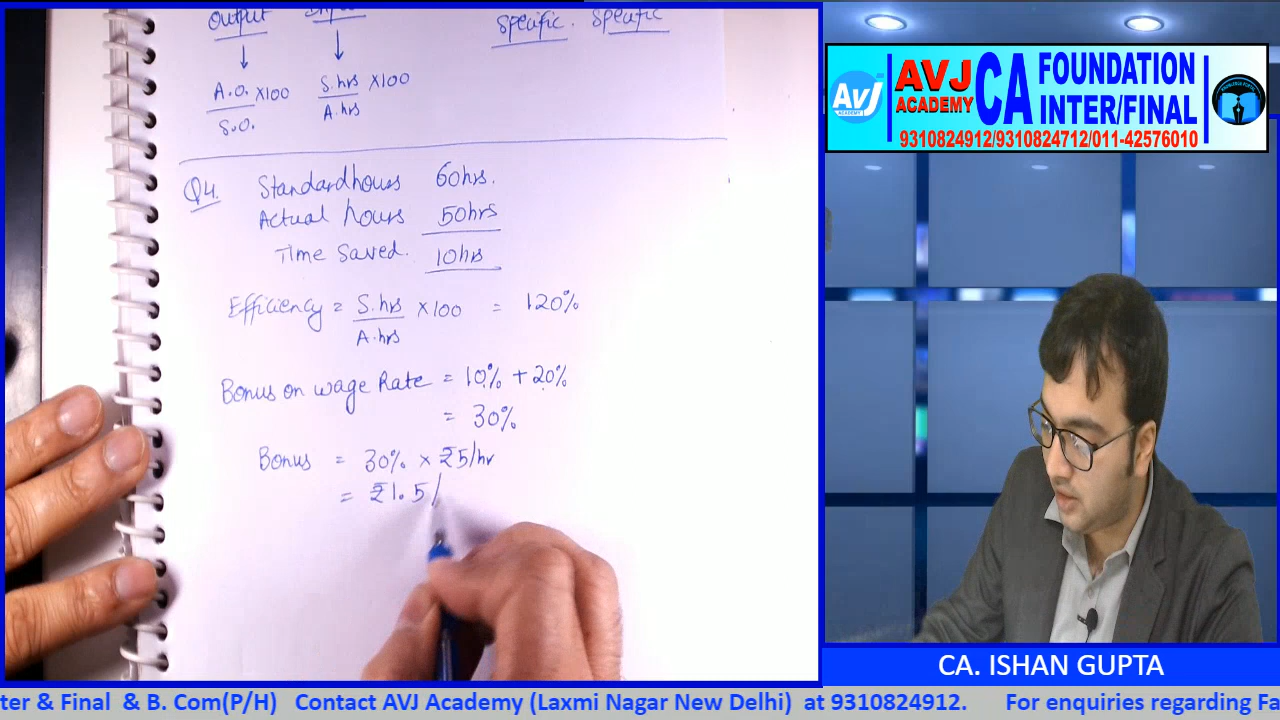 Output
Specific. Specific
A.O. x100
S.O.
S.hrs x100
A.hrs
Q4. Standard hours 60hrs.
Actual hours 50hrs
Time Saved. 10hrs
Efficiency = S.hrs x 100 = 120%
A.hrs
Bonus on wage Rate = 10% + 20%
= 30%
Bonus = 30% x ₹5/hr
= ₹1.5/
AVJ
ACADEMY
CA
FOUNDATION
INTER/FINAL
9310824912/9310824712/011-42576010
CA. ISHAN GUPTA
ter & Final & B. Com(P/H) Contact AVJ Academy (Laxmi Nagar New Delhi) at 9310824912. For enquiries regarding Fa